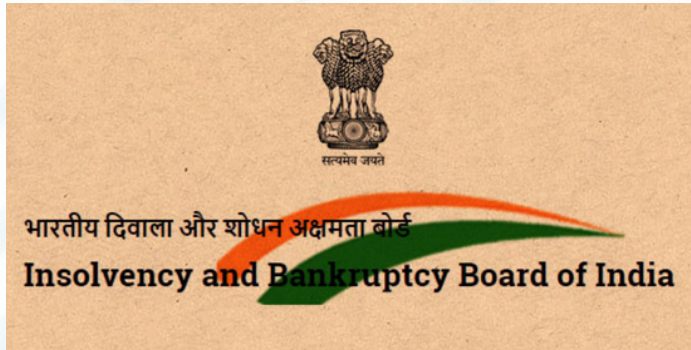 सत्यमेव जयते
भारतीय दिवाला और शोधन अक्षमता बोर्ड
Insolvency and Bankruptcy Board of India